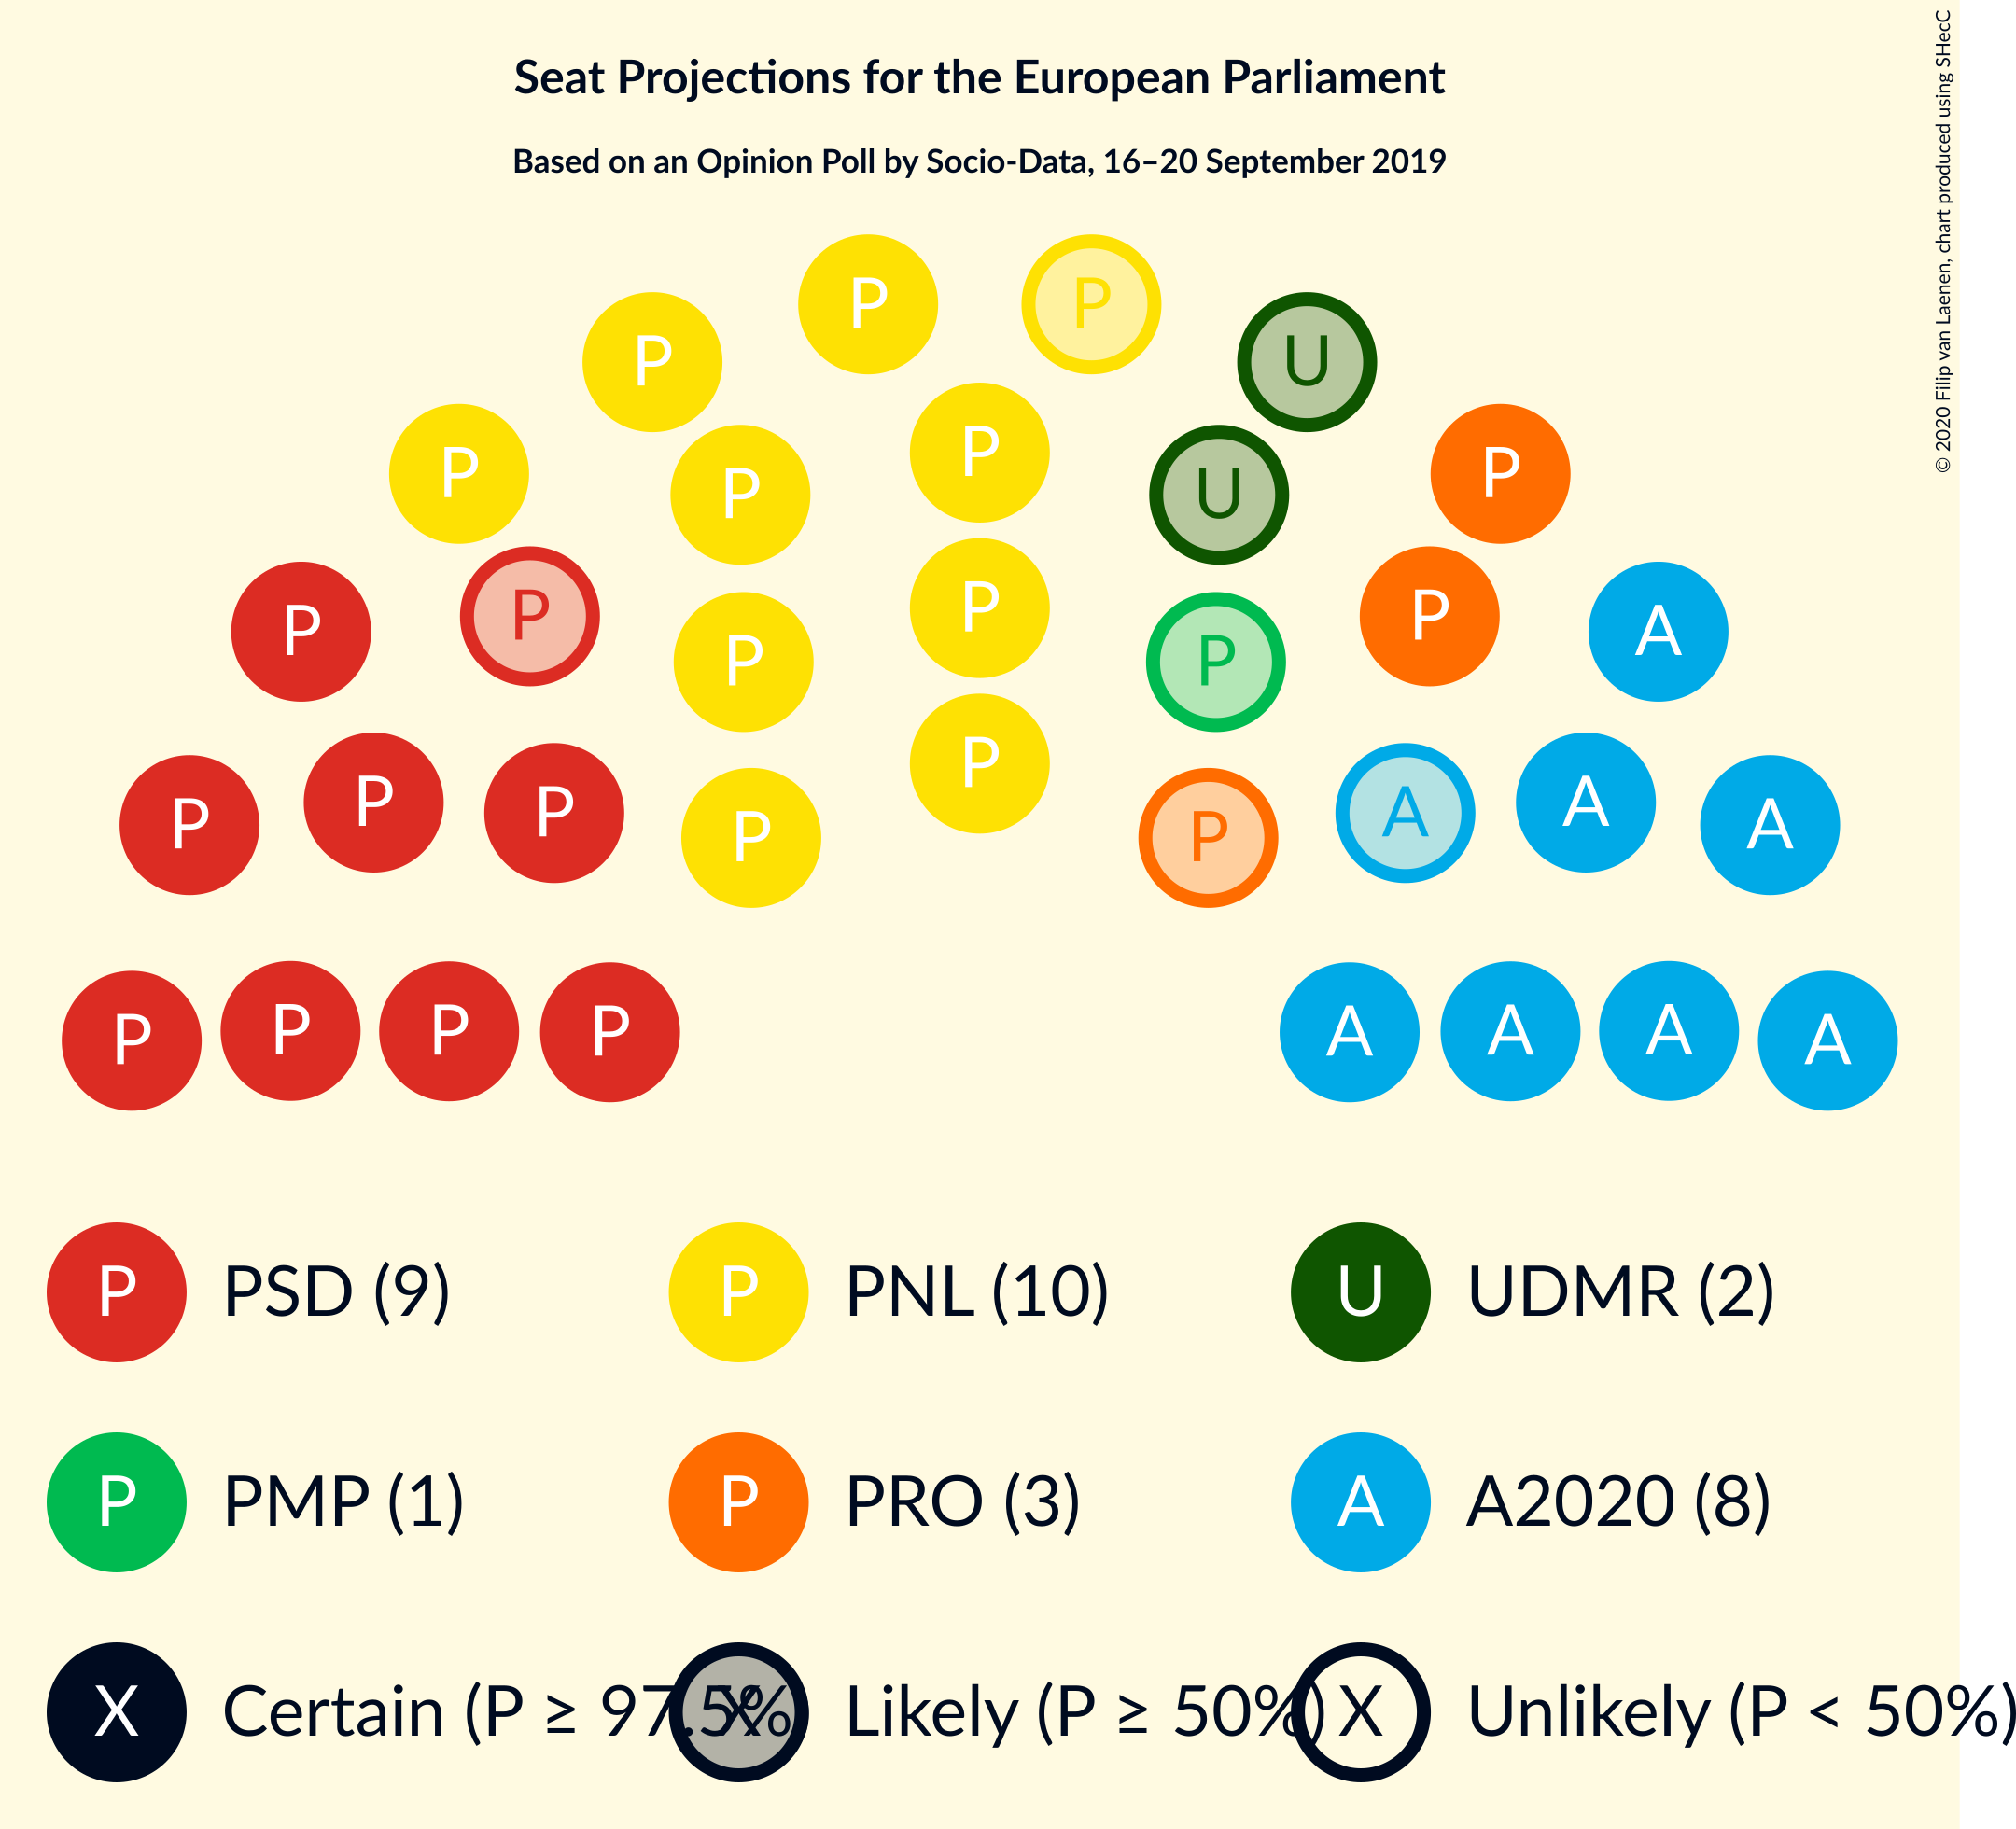 Seat Projections for the European Parliament
Based on an Opinion Poll by Socio-Data, 16–20 September 2019
© 2020 Filip van Laenen, chart produced using SHecC
P P
P U
P P P P
U
P P P P P A
P P
P P P P A A A
P P
P P P P A A A A
P PSD (9) P PNL (10) U UDMR (2)
P PMP (1) P PRO (3) A A2020 (8)
X Certain (P ≥ 97.5% X Likely (P ≥ 50%) X Unlikely (P < 50%)